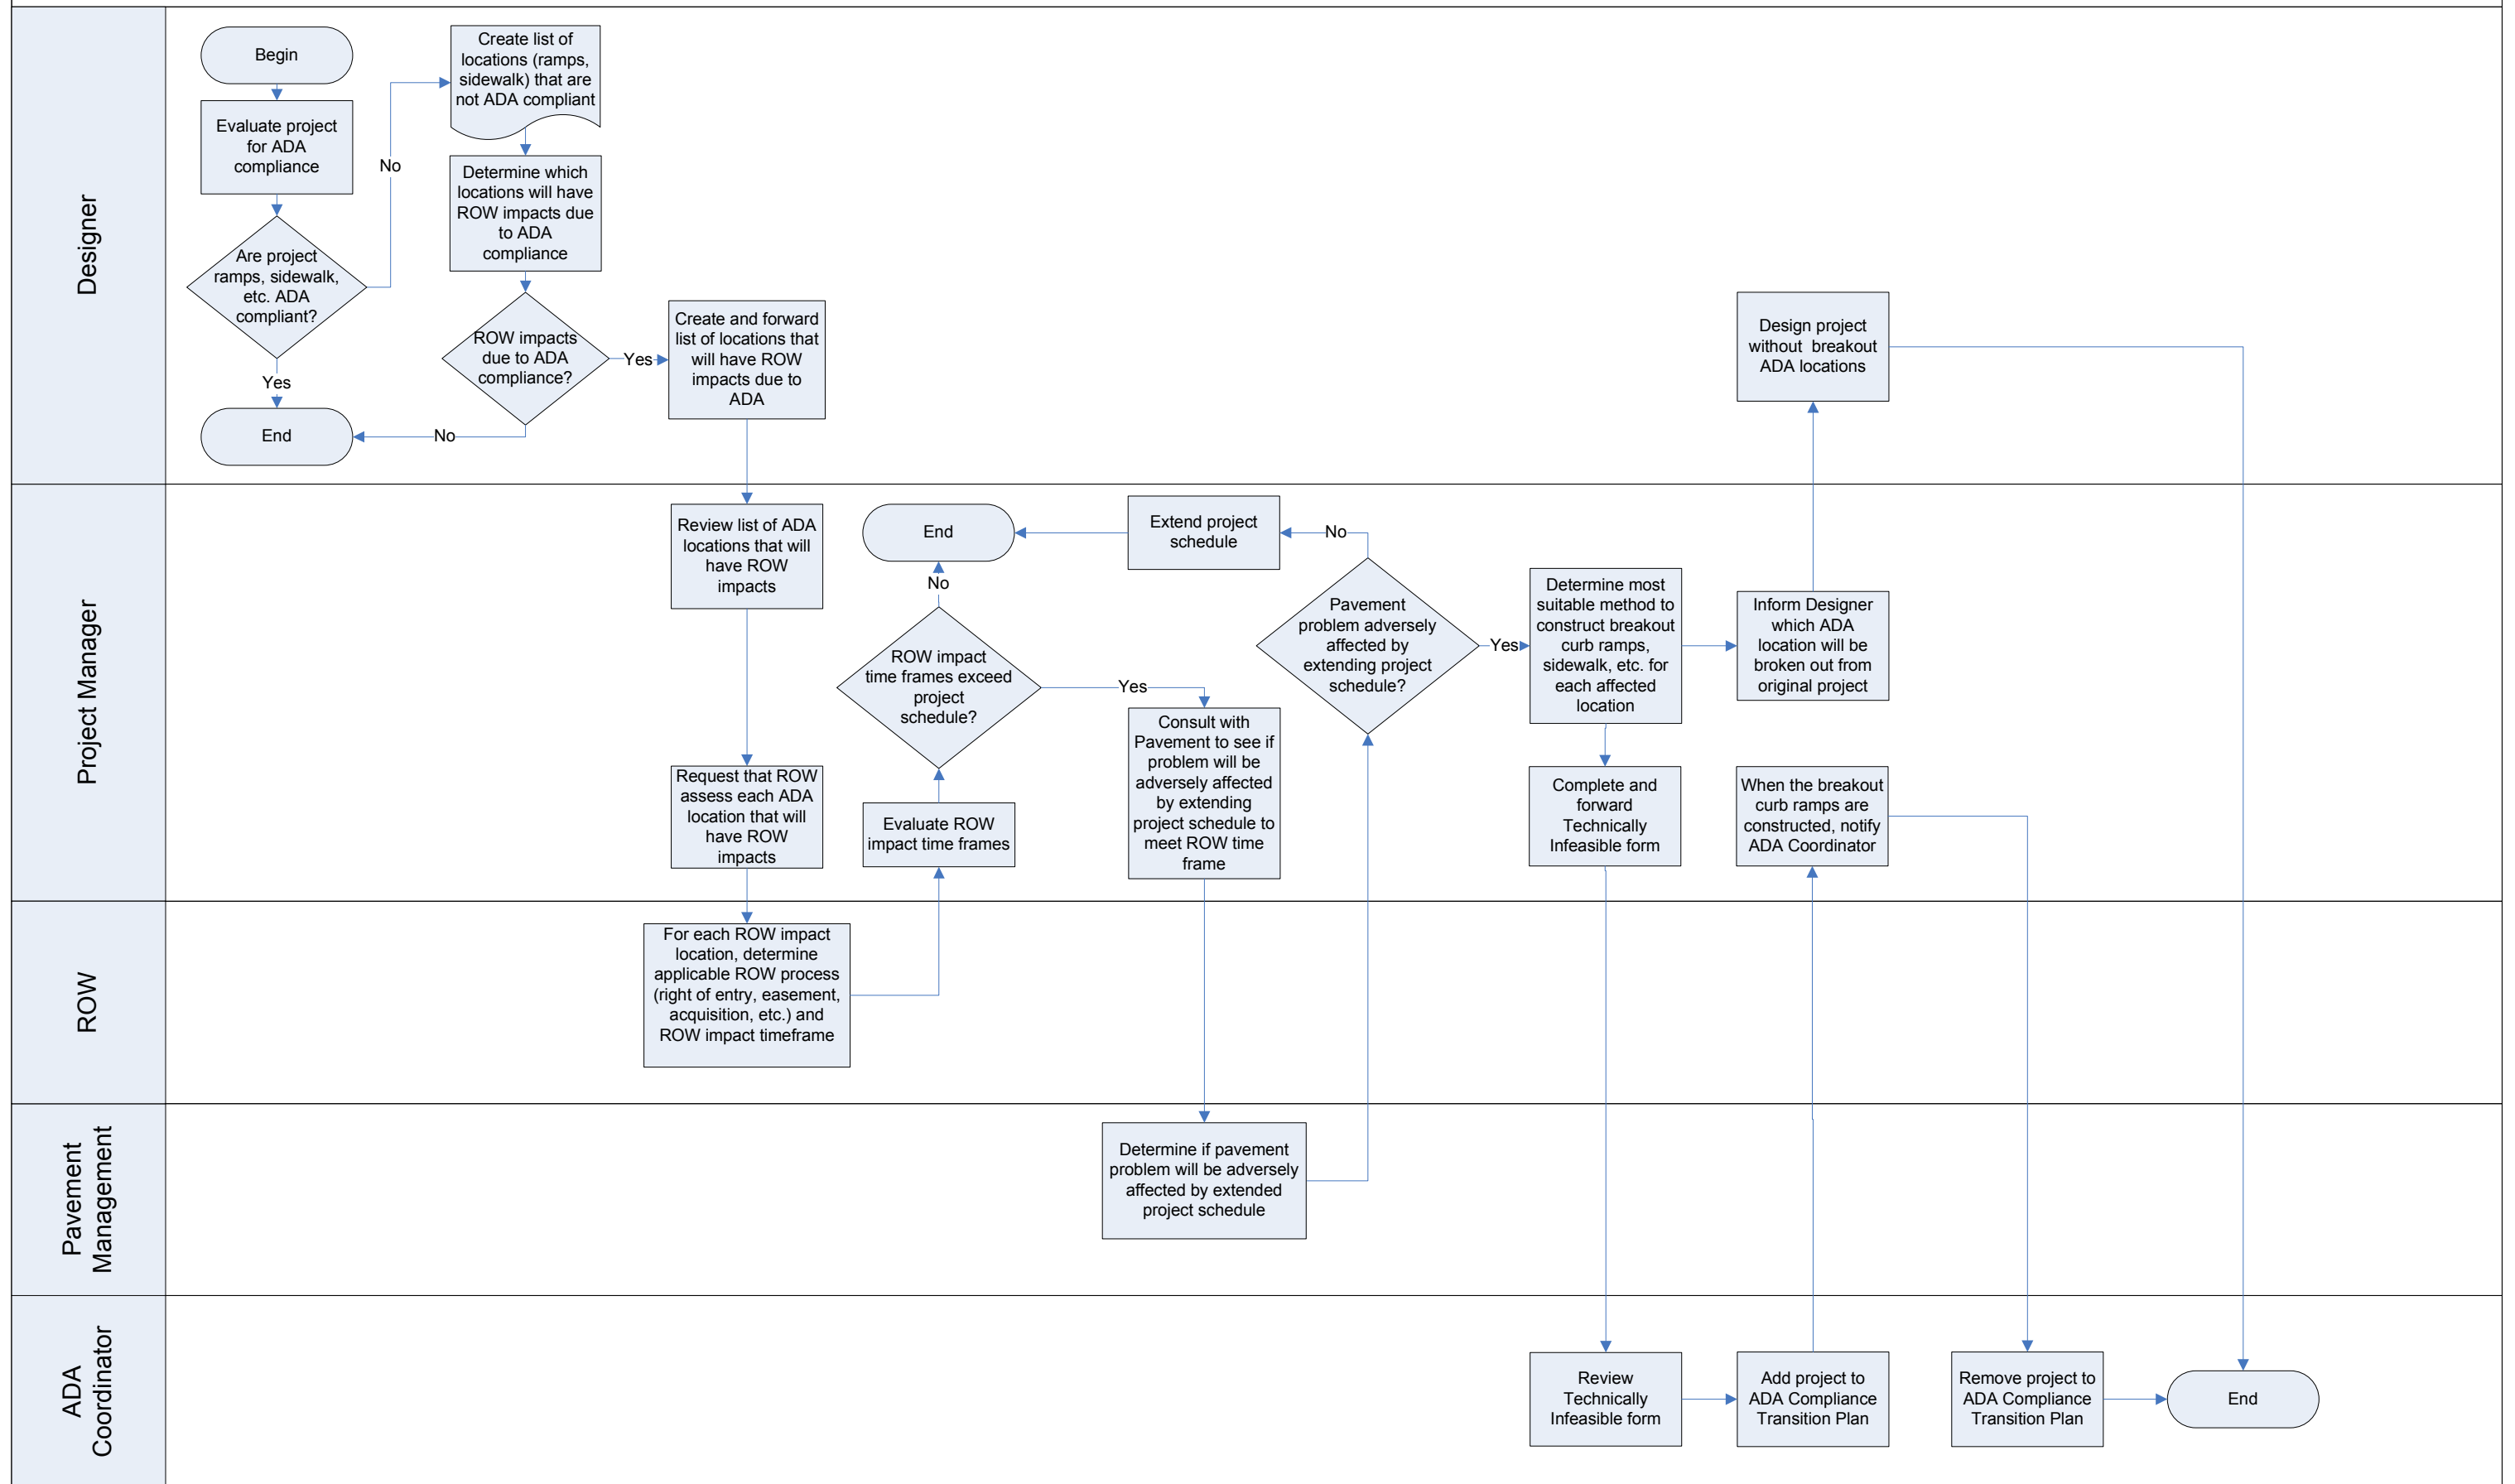 Designer
Begin
Evaluate project
for ADA
compliance
Are project
ramps, sidewalk,
etc. ADA
compliant?
Yes
End
No
Create list of
locations (ramps,
sidewalk) that are
not ADA compliant
Determine which
locations will have
ROW impacts due
to ADA
compliance
ROW impacts
due to ADA
compliance?
No
Yes
Create and forward
list of locations that
will have ROW
impacts due to
ADA
Design project
without breakout
ADA locations
Project Manager
Review list of ADA
locations that will
have ROW
impacts
Request that ROW
assess each ADA
location that will
have ROW
impacts
End
No
ROW impact
time frames exceed
project
schedule?
Evaluate ROW
impact time frames
Yes
Extend project
schedule
Consult with
Pavement to see if
problem will be
adversely affected
by extending
project schedule to
meet ROW time
frame
No
Pavement
problem adversely
affected by
extending project
schedule?
Yes
Determine most
suitable method to
construct breakout
curb ramps,
sidewalk, etc. for
each affected
location
Complete and
forward
Technically
Infeasible form
Inform Designer
which ADA
location will be
broken out from
original project
When the breakout
curb ramps are
constructed, notify
ADA Coordinator
ROW
For each ROW impact
location, determine
applicable ROW process
(right of entry, easement,
acquisition, etc.) and
ROW impact timeframe
Pavement
Management
Determine if pavement
problem will be adversely
affected by extended
project schedule
ADA
Coordinator
Review
Technically
Infeasible form
Add project to
ADA Compliance
Transition Plan
Remove project to
ADA Compliance
Transition Plan
End